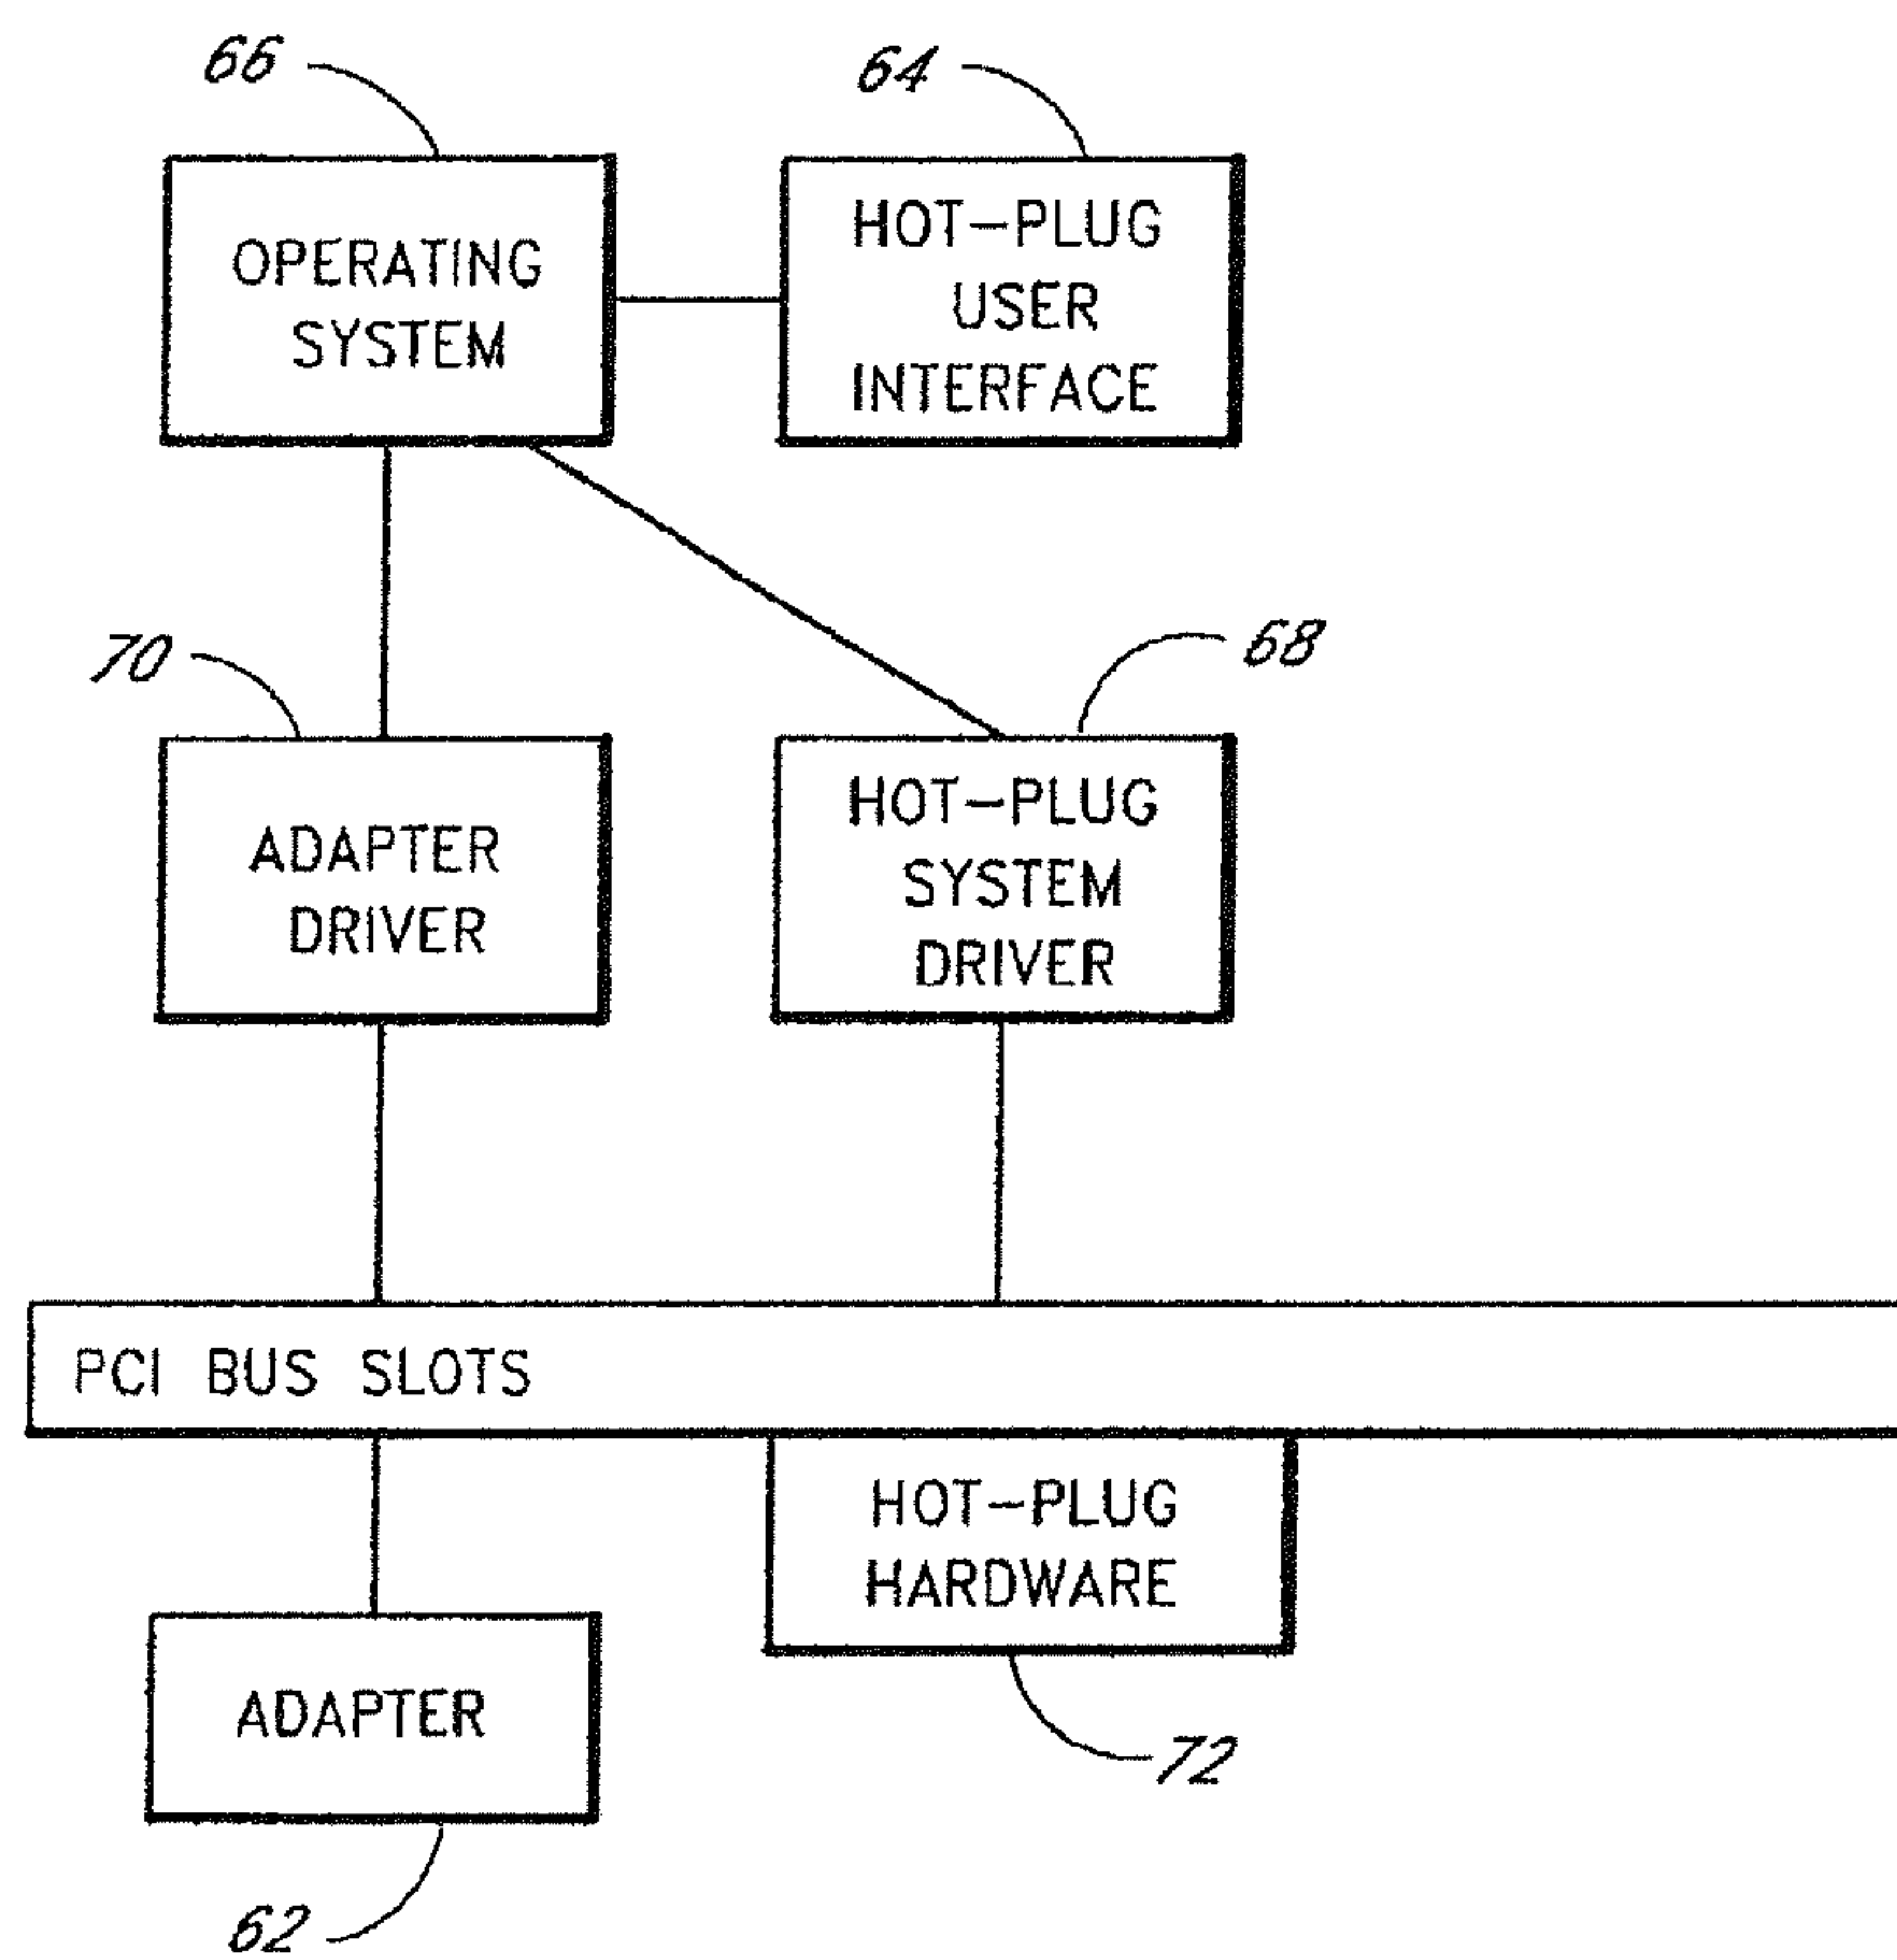 66
64
OPERATING
SYSTEM
HOT-PLUG
USER
INTERFACE
70
68
ADAPTER
DRIVER
HOT-PLUG
SYSTEM
DRIVER
PCI BUS SLOTS
HOT-PLUG
HARDWARE
ADAPTER
72
62